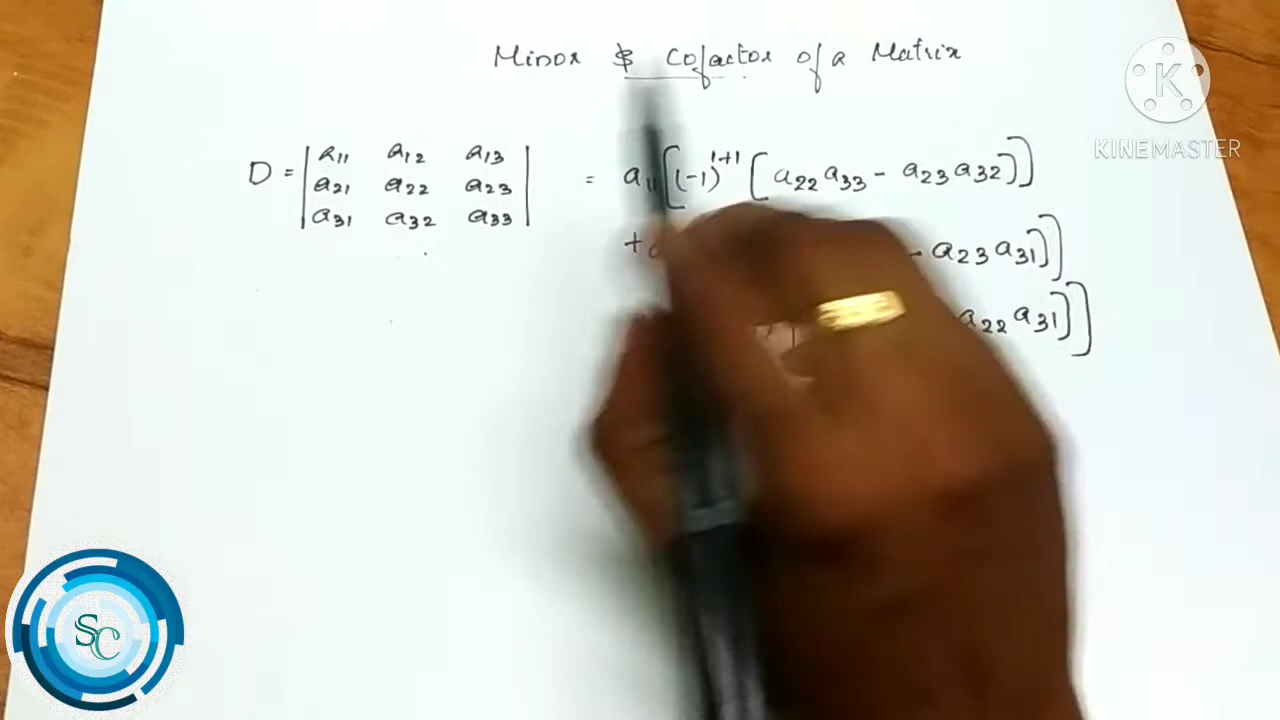 Minor & Cofactor of a Matrix
K
KINEMASTER
D = | a11 a12 a13 | = a11 [(-1)^1+1 [a22 a33 - a23 a32]]
a21 a22 a23
a31 a32 a33
+ - a23 a31]]
a22 a31]]
SC